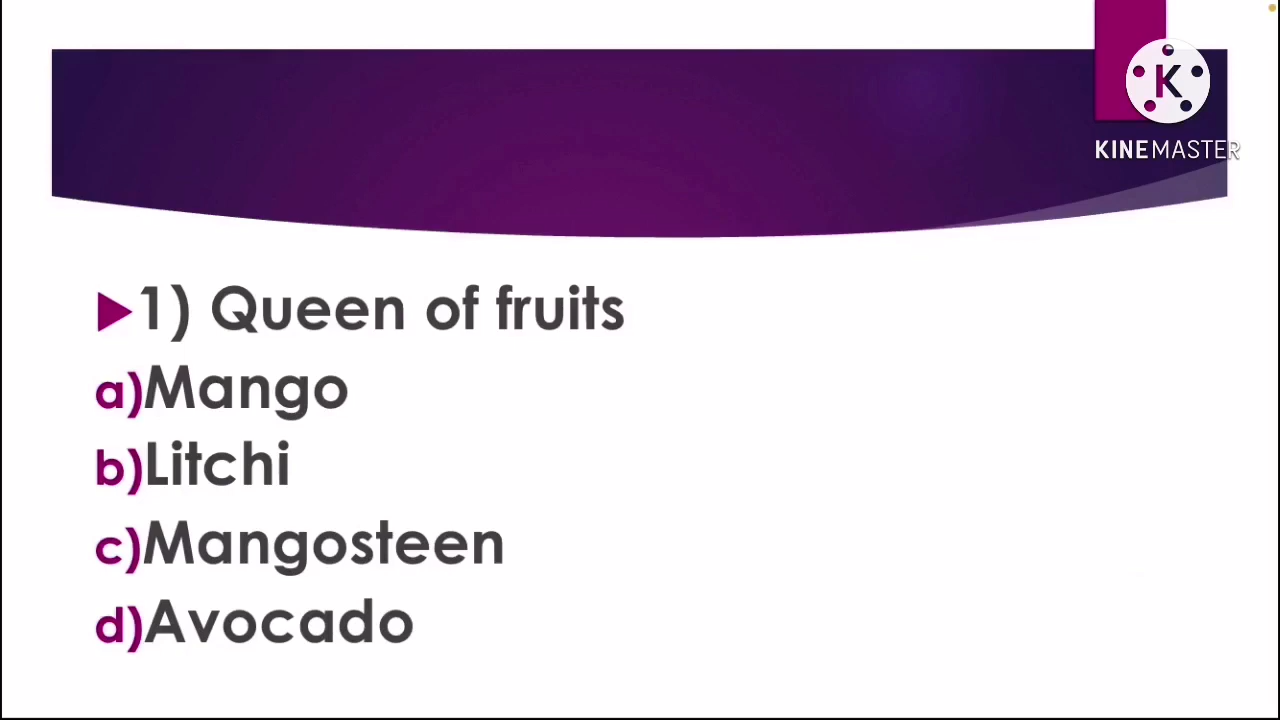 K
KINEMASTER
1) Queen of fruits
a)Mango
b)Litchi
c)Mangosteen
d)Avocado